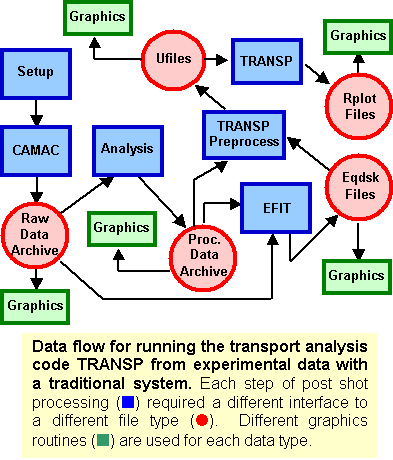 Graphics
Graphics
Setup
Ufiles
TRANSP
Rplot
Files
CAMAC
Analysis
TRANSP
Preprocess
Eqdsk
Files
Raw
Data
Archive
Graphics
Proc.
Data
Archive
EFIT
Graphics
Graphics
Data flow for running the transport analysis
code TRANSP from experimental data with
a traditional system. Each step of post shot
processing (■) required a different interface to
a different file type (●). Different graphics
routines (■) are used for each data type.